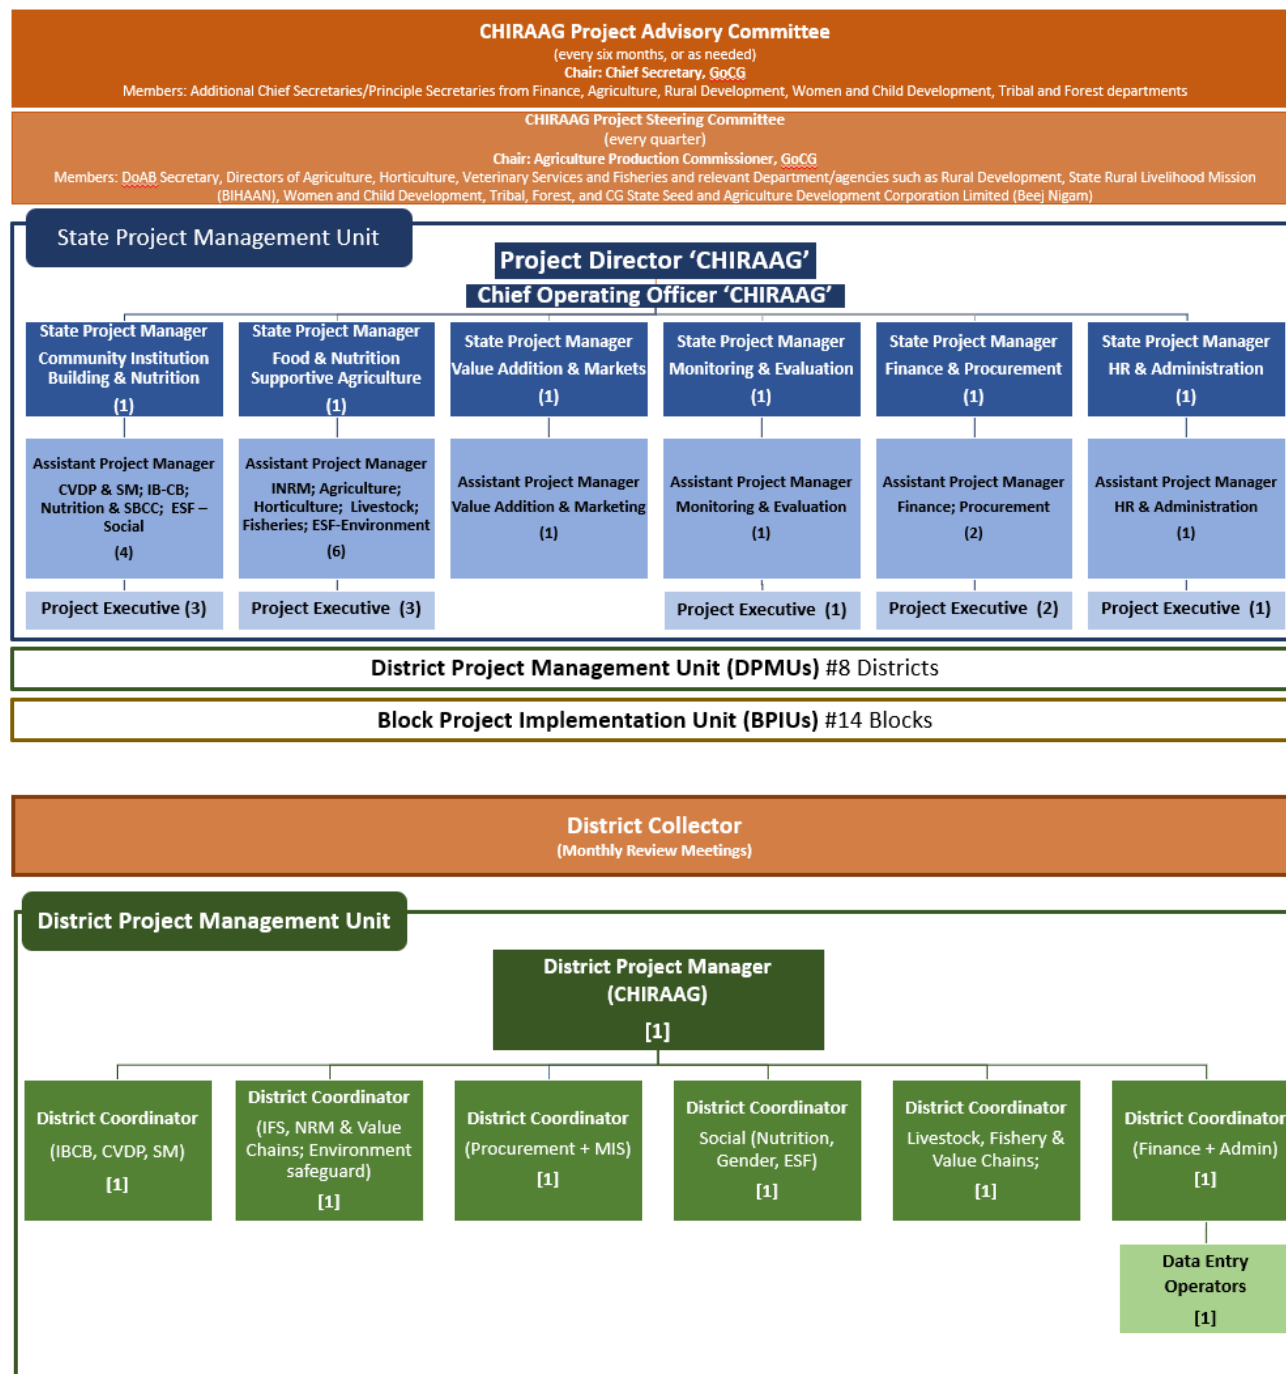 CHIRAAG Project Advisory Committee
(every six months, or as needed)
Chair: Chief Secretary, GoCG
Members: Additional Chief Secretaries/Principle Secretaries from Finance, Agriculture, Rural Development, Women and Child Development, Tribal and Forest departments
CHIRAAG Project Steering Committee
(every quarter)
Chair: Agriculture Production Commissioner, GoCG
Members: DoAB Secretary, Directors of Agriculture, Horticulture, Veterinary Services and Fisheries and relevant Department/agencies such as Rural Development, State Rural Livelihood Mission
(BIHAAN), Women and Child Development, Tribal, Forest, and CG State Seed and Agriculture Development Corporation Limited (Beej Nigam)
State Project Management Unit
Project Director ‘CHIRAAG’
Chief Operating Officer ‘CHIRAAG’
State Project Manager
Community Institution
Building & Nutrition
(1)
State Project Manager
Food & Nutrition
Supportive Agriculture
(1)
State Project Manager
Value Addition & Markets
(1)
State Project Manager
Monitoring & Evaluation
(1)
State Project Manager
Finance & Procurement
(1)
State Project Manager
HR & Administration
(1)
Assistant Project Manager
CVDP & SM; IB-CB;
Nutrition & SBCC; ESF –
Social
(4)
Assistant Project Manager
INRM; Agriculture;
Horticulture; Livestock;
Fisheries; ESF-Environment
(6)
Assistant Project Manager
Value Addition & Marketing
(1)
Assistant Project Manager
Monitoring & Evaluation
(1)
Assistant Project Manager
Finance; Procurement
(2)
Assistant Project Manager
HR & Administration
(1)
Project Executive (3)
Project Executive (3)
Project Executive (1)
Project Executive (2)
Project Executive (1)
District Project Management Unit (DPMUs) #8 Districts
Block Project Implementation Unit (BPIUs) #14 Blocks
District Collector
(Monthly Review Meetings)
District Project Management Unit
District Project Manager
(CHIRAAG)
[1]
District Coordinator
(IBCB, CVDP, SM)
[1]
District Coordinator
(IFS, NRM & Value
Chains; Environment
safeguard)
[1]
District Coordinator
(Procurement + MIS)
[1]
District Coordinator
Social (Nutrition,
Gender, ESF)
[1]
District Coordinator
Livestock, Fishery &
Value Chains;
[1]
District Coordinator
(Finance + Admin)
[1]
Data Entry
Operators
[1]